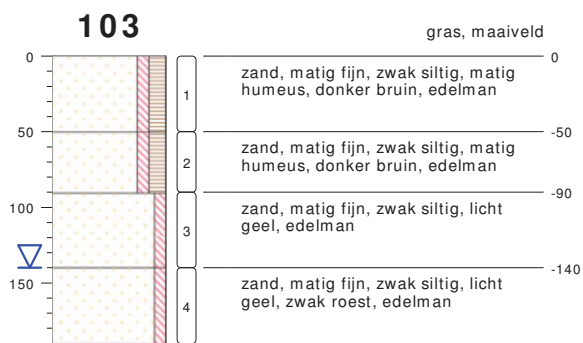 103
gras, maaiveld
0
0
zand, matig fijn, zwak siltig, matig
humeus, donker bruin, edelman
1
50
-50
zand, matig fijn, zwak siltig, matig
humeus, donker bruin, edelman
2
-90
100
zand, matig fijn, zwak siltig, licht
geel, edelman
3
-140
150
zand, matig fijn, zwak siltig, licht
geel, zwak roest, edelman
4